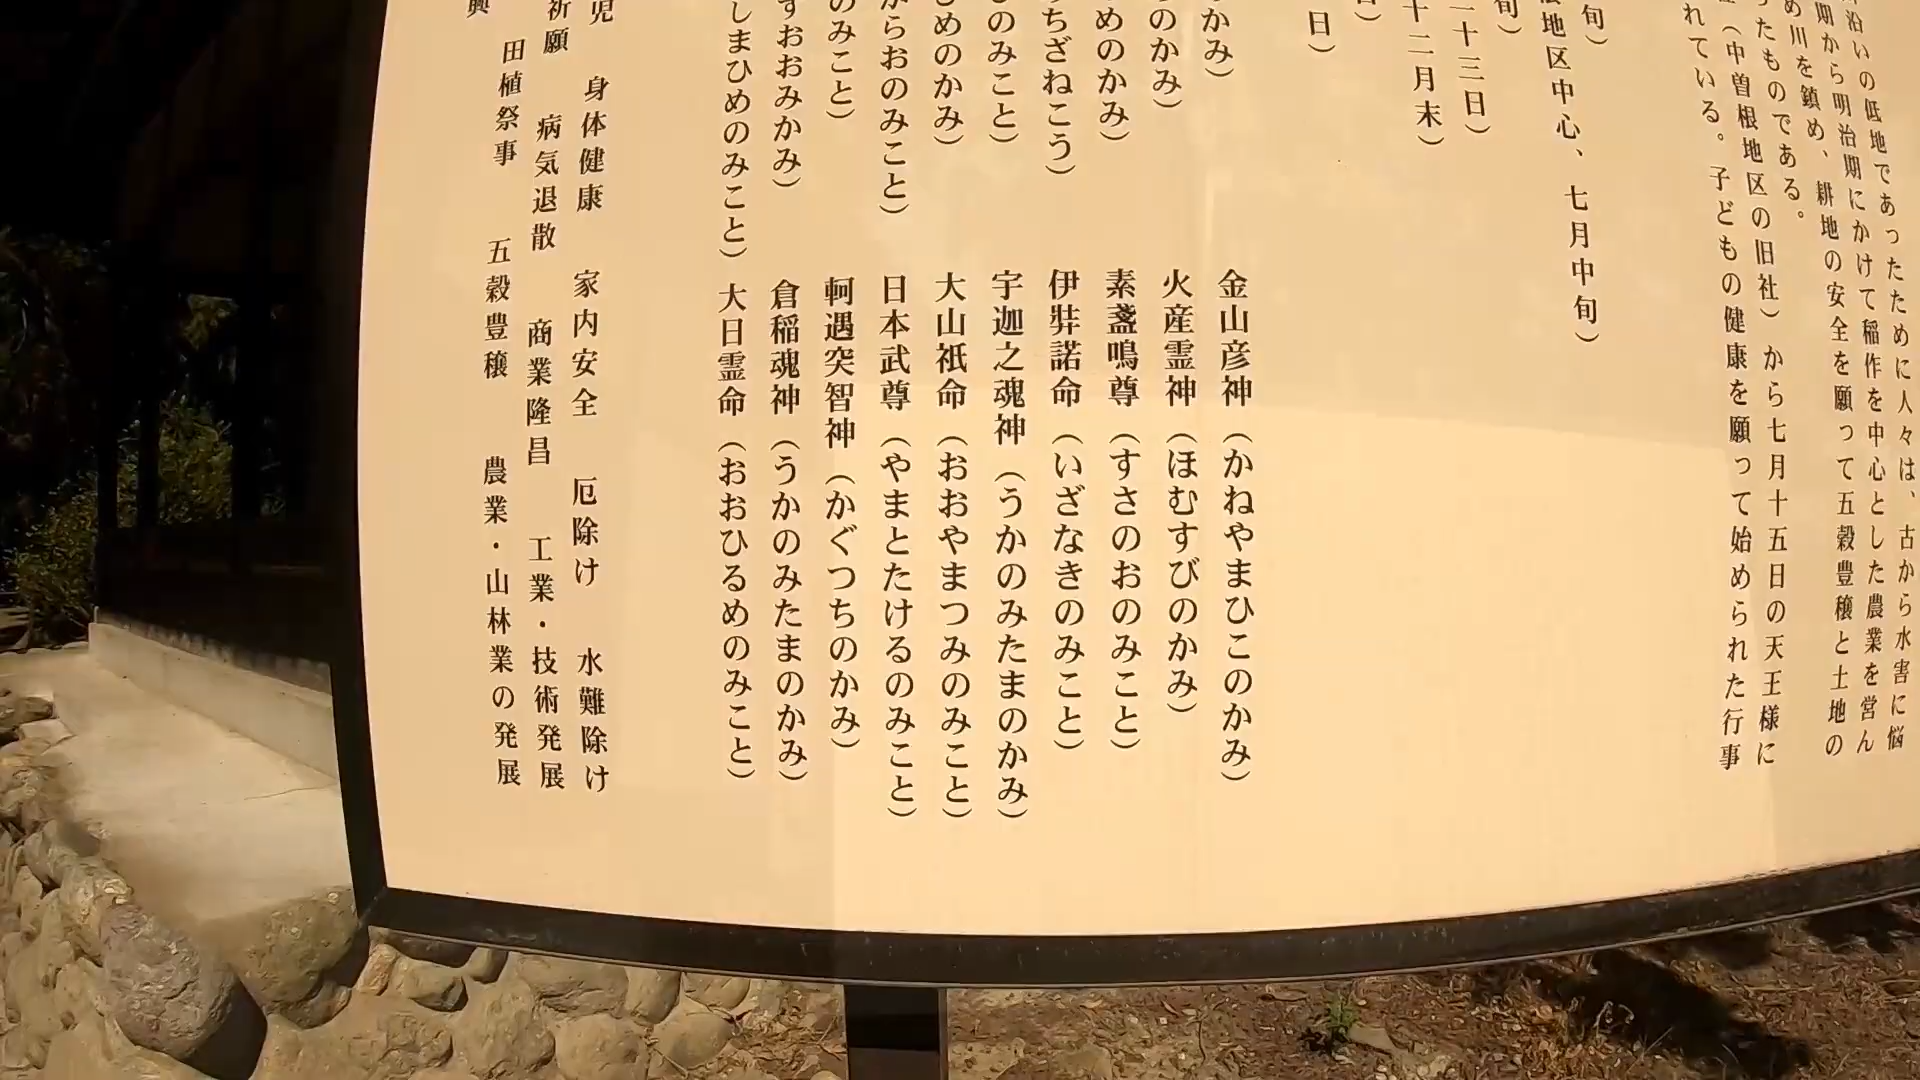 沿いの低地であったために人々は、古から水害に悩
期から明治期にかけて稲作を中心とした農業を営ん
め川を鎮め、耕地の安全を願って五穀豊穣と土地の
ったものである。
(中曽根地区の旧社)から七月十五日の天王様に
れている。子どもの健康を願って始められた行事
旬)
地区中心、七月中旬)
旬)
二十三日)
十二月末)
日)
日)
かみ)
のかみ)
めのかみ)
ちざねこう)
のみこと)
めのかみ)
からおのみこと)
のみこと)
すおおみかみ)
しまひめのみこと)
金山彦神(かねやまひこのかみ)
火産霊神(ほむすびのかみ)
素盞鳴尊(すさのおのみこと)
伊弉諾命(いざなきのみこと)
宇迦之魂神(うかのみたまのかみ)
大山祇命(おおやまつみのみこと)
日本武尊(やまとたけるのみこと)
軻遇突智神(かぐつちのかみ)
倉稲魂神(うかのみたまのかみ)
大日霊命(おおひるめのみこと)
児 身体健康 家内安全 厄除け 水難除け
祈願 病気退散 商業隆昌 工業・技術発展
田植祭事 五穀豊穣 農業・山林業の発展
興